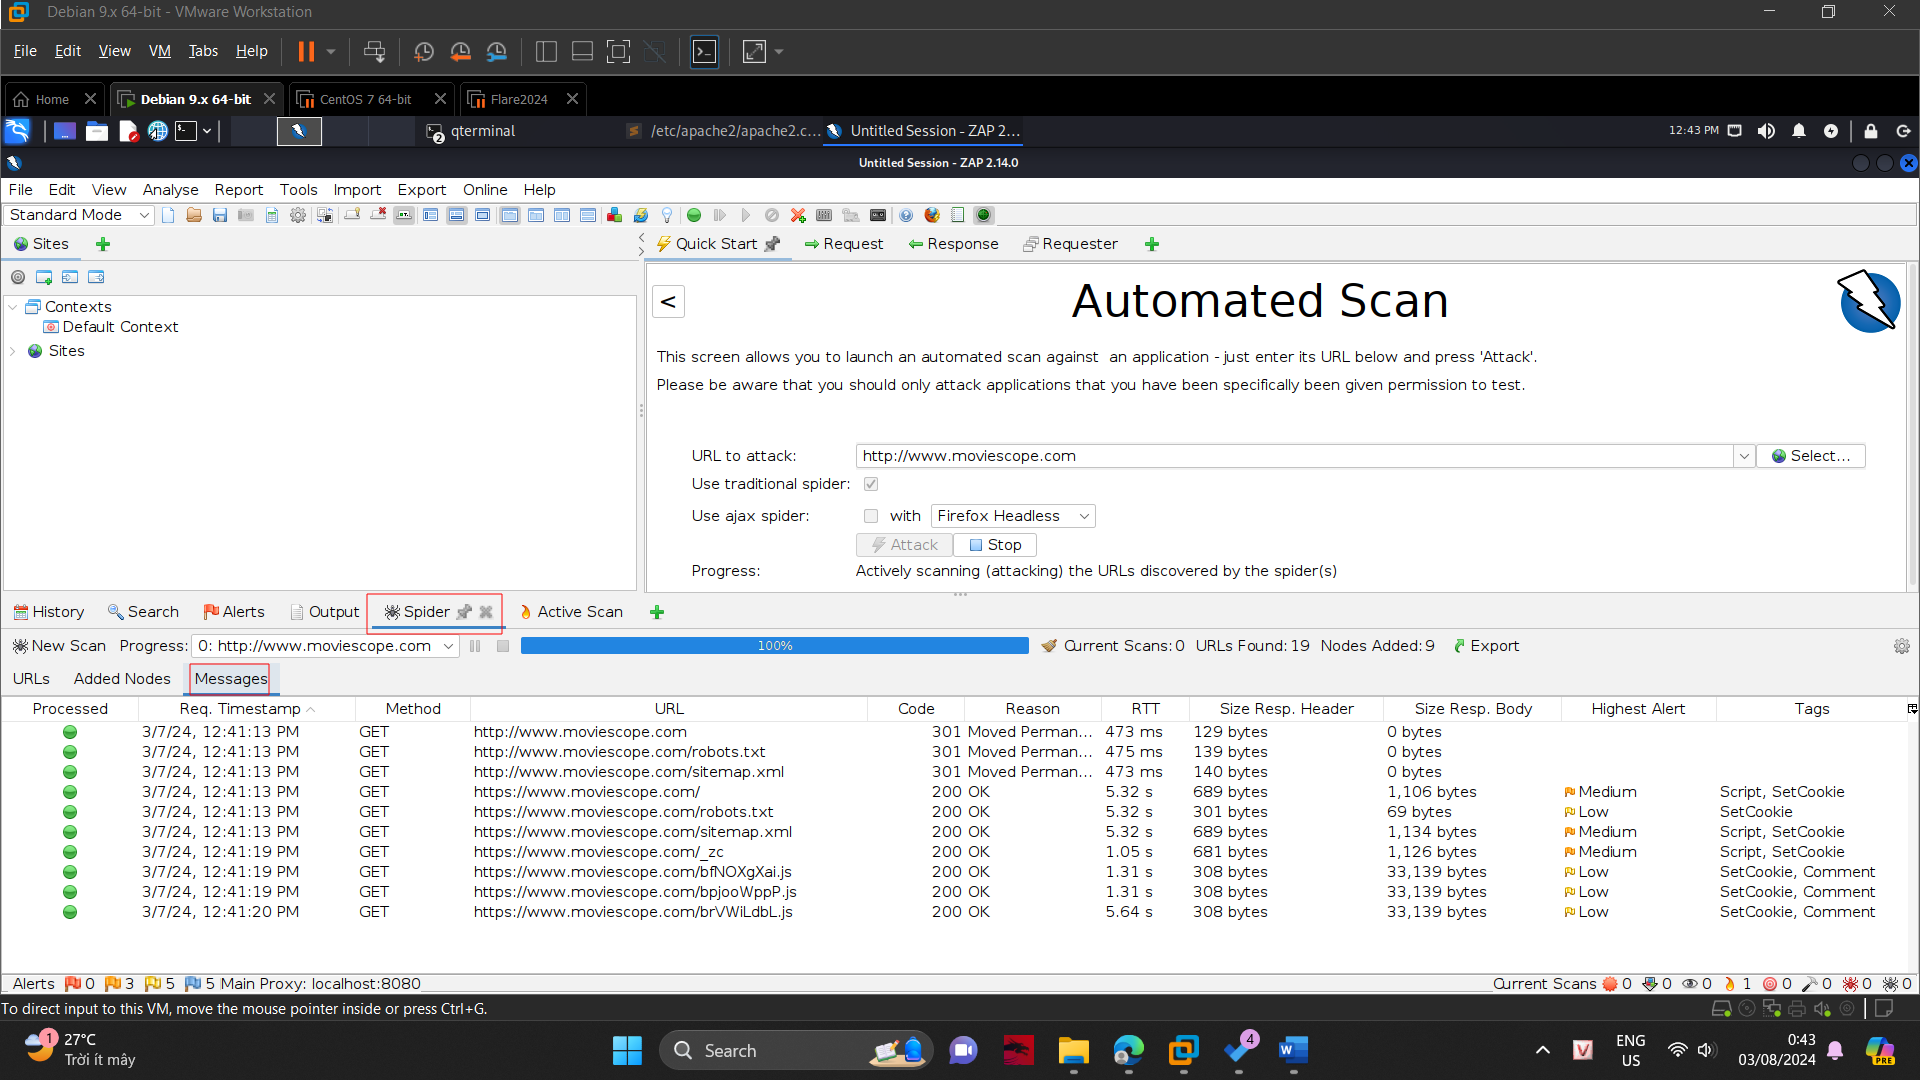 Debian 9.x 64-bit - VMware Workstation
File Edit View VM Tabs Help
Home Debian 9.x 64-bit CentOS 7 64-bit Flare2024
2 qterminal /etc/apache2/apache2.c... Untitled Session - ZAP 2... 12:43 PM
Untitled Session - ZAP 2.14.0
File Edit View Analyse Report Tools Import Export Online Help
Standard Mode
Sites Quick Start Request Response Requester
Contexts
Default Context
Sites
<
Automated Scan
This screen allows you to launch an automated scan against an application - just enter its URL below and press 'Attack'.
Please be aware that you should only attack applications that you have been specifically been given permission to test.
URL to attack: http://www.moviescope.com Select...
Use traditional spider:
Use ajax spider: with Firefox Headless
Attack Stop
Progress: Actively scanning (attacking) the URLs discovered by the spider(s)
History Search Alerts Output Spider Active Scan
New Scan Progress: 0: http://www.moviescope.com 100% Current Scans: 0 URLs Found: 19 Nodes Added: 9 Export
URLs Added Nodes Messages
Processed Req. Timestamp Method URL Code Reason RTT Size Resp. Header Size Resp. Body Highest Alert Tags
3/7/24, 12:41:13 PM GET http://www.moviescope.com 301 Moved Perman... 473 ms 129 bytes 0 bytes
3/7/24, 12:41:13 PM GET http://www.moviescope.com/robots.txt 301 Moved Perman... 475 ms 139 bytes 0 bytes
3/7/24, 12:41:13 PM GET http://www.moviescope.com/sitemap.xml 301 Moved Perman... 473 ms 140 bytes 0 bytes
3/7/24, 12:41:13 PM GET https://www.moviescope.com/ 200 OK 5.32 s 689 bytes 1,106 bytes Medium Script, SetCookie
3/7/24, 12:41:13 PM GET https://www.moviescope.com/robots.txt 200 OK 5.32 s 301 bytes 69 bytes Low SetCookie
3/7/24, 12:41:13 PM GET https://www.moviescope.com/sitemap.xml 200 OK 5.32 s 689 bytes 1,134 bytes Medium Script, SetCookie
3/7/24, 12:41:19 PM GET https://www.moviescope.com/_zc 200 OK 1.05 s 681 bytes 1,126 bytes Medium Script, SetCookie
3/7/24, 12:41:19 PM GET https://www.moviescope.com/bfNOXgXai.js 200 OK 1.31 s 308 bytes 33,139 bytes Low SetCookie, Comment
3/7/24, 12:41:19 PM GET https://www.moviescope.com/bpjooWppP.js 200 OK 1.31 s 308 bytes 33,139 bytes Low SetCookie, Comment
3/7/24, 12:41:20 PM GET https://www.moviescope.com/brVWiLdbL.js 200 OK 5.64 s 308 bytes 33,139 bytes Low SetCookie, Comment
Alerts 0 3 5 5 Main Proxy: localhost:8080 Current Scans 0 0 0 1 0 0 0 0
To direct input to this VM, move the mouse pointer inside or press Ctrl+G.
1 27°C Search 4 ENG 0:43
Trời ít mây US 03/08/2024 PRE